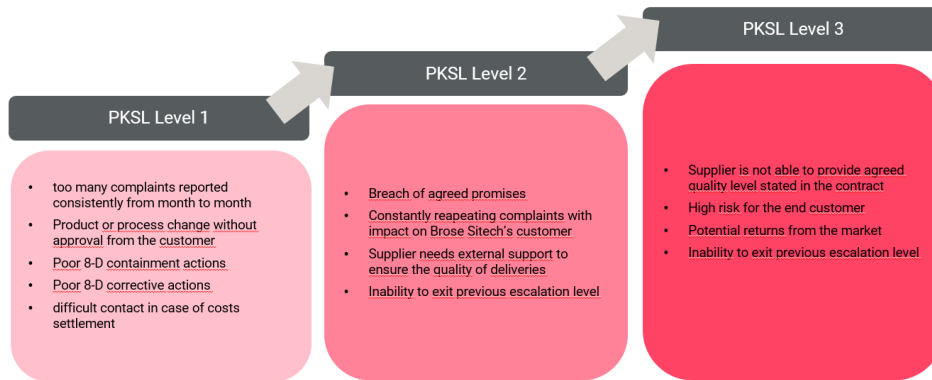 PKSL Level 1
• too many complaints reported
consistently from month to month
• Product or process change without
approval from the customer
• Poor 8-D containment actions
• Poor 8-D corrective actions
• difficult contact in case of costs
settlement
PKSL Level 2
• Breach of agreed promises
• Constantly reapeating complaints with
impact on Brose Sitech's customer
• Supplier needs external support to
ensure the quality of deliveries
• Inability to exit previous escalation level
PKSL Level 3
• Supplier is not able to provide agreed
quality level stated in the contract
• High risk for the end customer
• Potential returns from the market
• Inability to exit previous escalation level